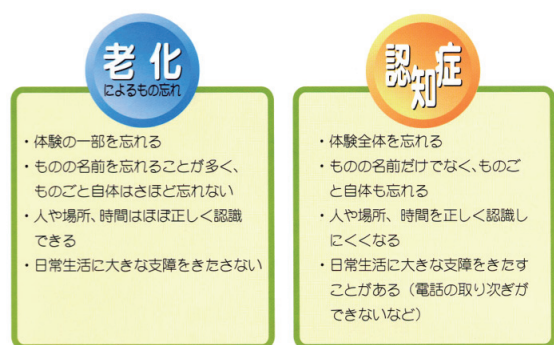 老化
によるもの忘れ
・体験の一部を忘れる
・ものの名前を忘れることが多く、
ものごと自体はさほど忘れない
・人や場所、時間はほぼ正しく認識
できる
・日常生活に大きな支障をきたさない
認知症
・体験全体を忘れる
・ものの名前だけでなく、ものご
と自体も忘れる
・人や場所、時間を正しく認識し
にくくなる
・日常生活に大きな支障をきたす
ことがある（電話の取り次ぎが
できないなど）